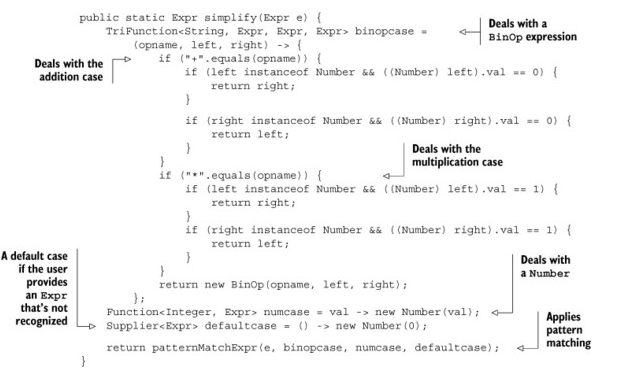 public static Expr simplify(Expr e) {
TriFunction<String, Expr, Expr, Expr> binopcase =
Deals with a
BinOp expression
(opname, left, right) -> {
Deals with the
addition case
if ("+".equals(opname)) {
if (left instanceof Number && ((Number) left).val == 0) {
return right;
}
if (right instanceof Number && ((Number) right).val == 0) {
return left;
}
}
Deals with the
multiplication case
if ("*".equals(opname)) {
if (left instanceof Number && ((Number) left).val == 1) {
return right;
}
if (right instanceof Number && ((Number) right).val == 1) {
return left;
}
}
return new BinOp(opname, left, right);
};
A default case
if the user
provides
an Expr
that's not
recognized
Deals with
a Number
Function<Integer, Expr> numcase = val -> new Number(val);
Supplier<Expr> defaultcase = () -> new Number(0);
Applies
pattern
matching
return patternMatchExpr(e, binopcase, numcase, defaultcase);
}